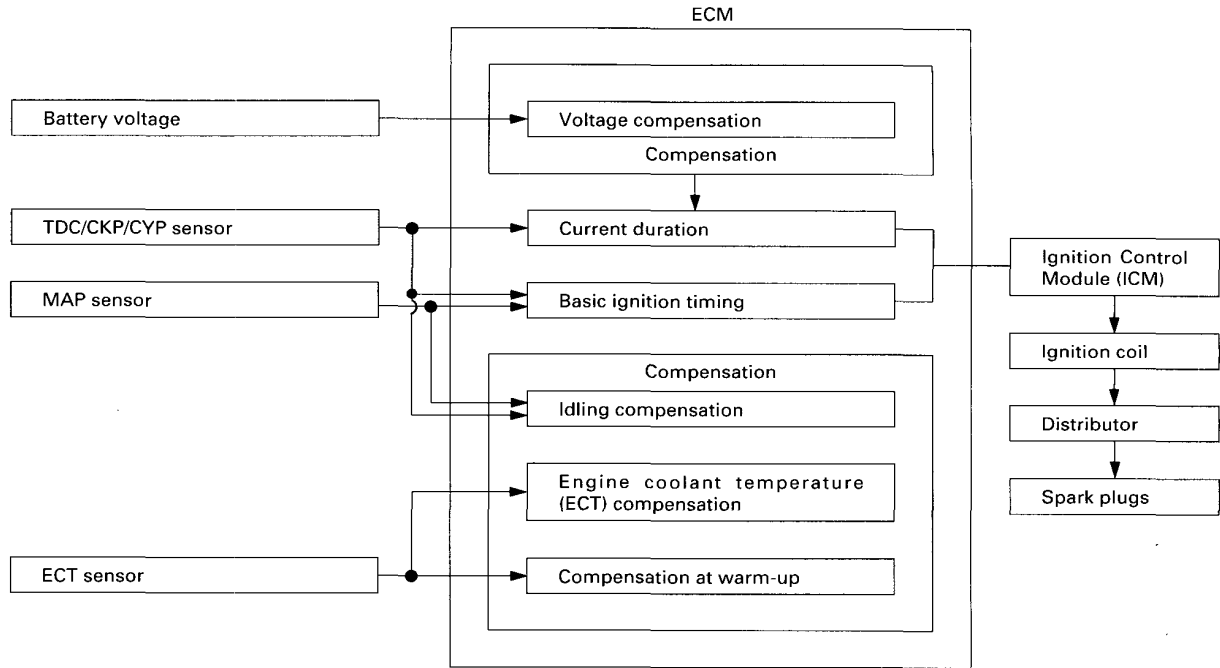 ECM
Battery voltage
Voltage compensation
Compensation
TDC/CKP/CYP sensor
Current duration
MAP sensor
Basic ignition timing
Ignition Control
Module (ICM)
Ignition coil
Distributor
Spark plugs
Compensation
Idling compensation
Engine coolant temperature
(ECT) compensation
ECT sensor
Compensation at warm-up